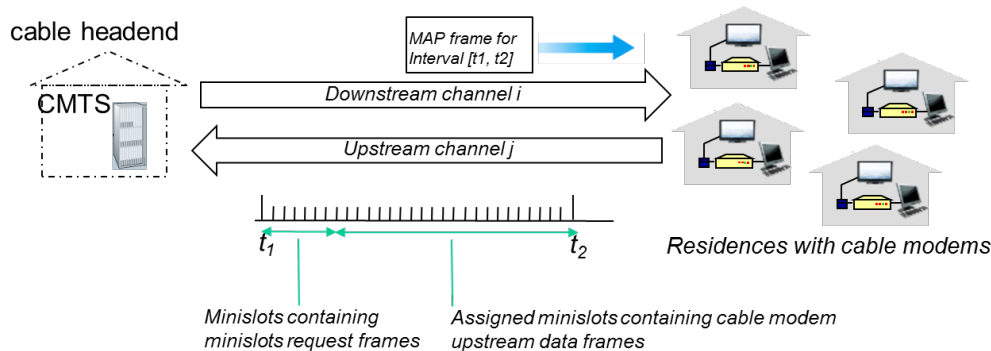 cable headend
MAP frame for
Interval [t1, t2]
CMTS
Downstream channel i
Upstream channel j
t1
t2
Residences with cable modems
Minislots containing
minislots request frames
Assigned minislots containing cable modem
upstream data frames